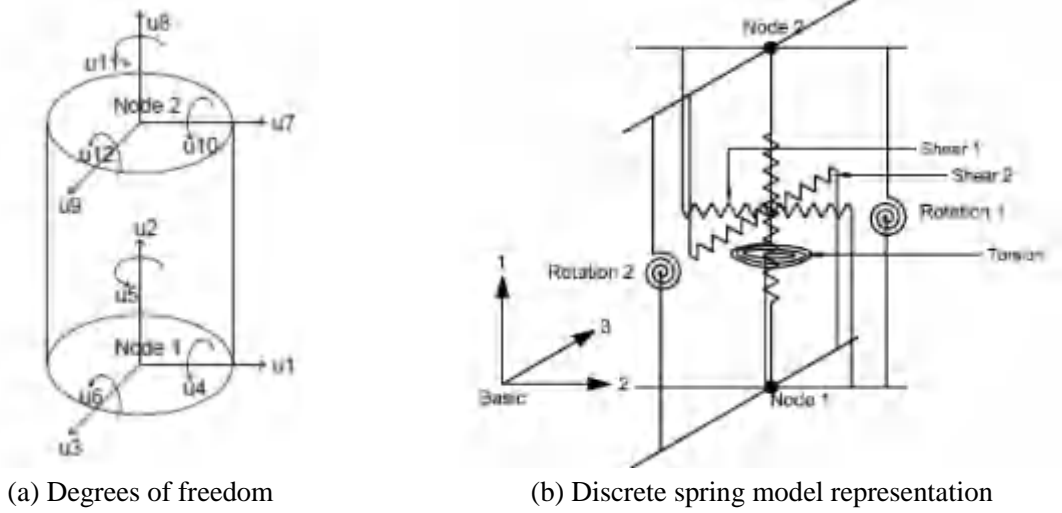 u8
u11
Node 2
u7
u10
u12
u9
u2
u5
Node 1
u1
u6
u4
u3
Node 2
Shear 1
Shear 2
Rotation 1
Torsion
Rotation 2
1
3
2
Basic
Node 1
(a) Degrees of freedom
(b) Discrete spring model representation